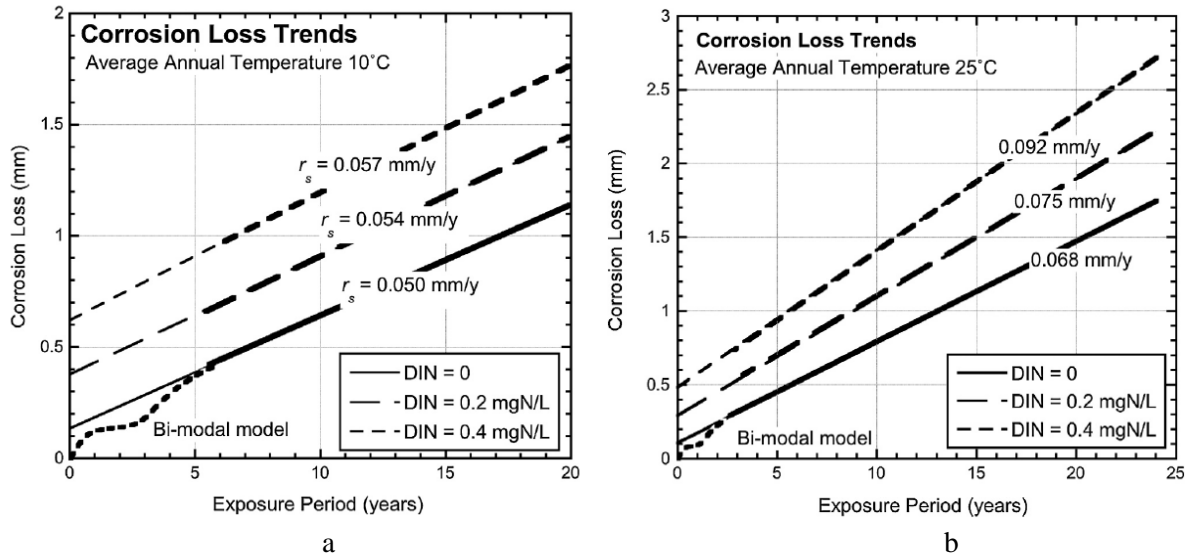 Corrosion Loss Trends
Average Annual Temperature 10˚C
Corrosion Loss (mm)
2
1.5
1
0.5
0
r_s = 0.057 mm/y
r_s = 0.054 mm/y
r_s = 0.050 mm/y
DIN = 0
DIN = 0.2 mgN/L
DIN = 0.4 mgN/L
Bi-modal model
0 5 10 15 20
Exposure Period (years)
a
Corrosion Loss Trends
Average Annual Temperature 25˚C
Corrosion Loss (mm)
3
2.5
2
1.5
1
0.5
0
0.092 mm/y
0.075 mm/y
0.068 mm/y
DIN = 0
DIN = 0.2 mgN/L
DIN = 0.4 mgN/L
Bi-modal model
0 5 10 15 20 25
Exposure Period (years)
b